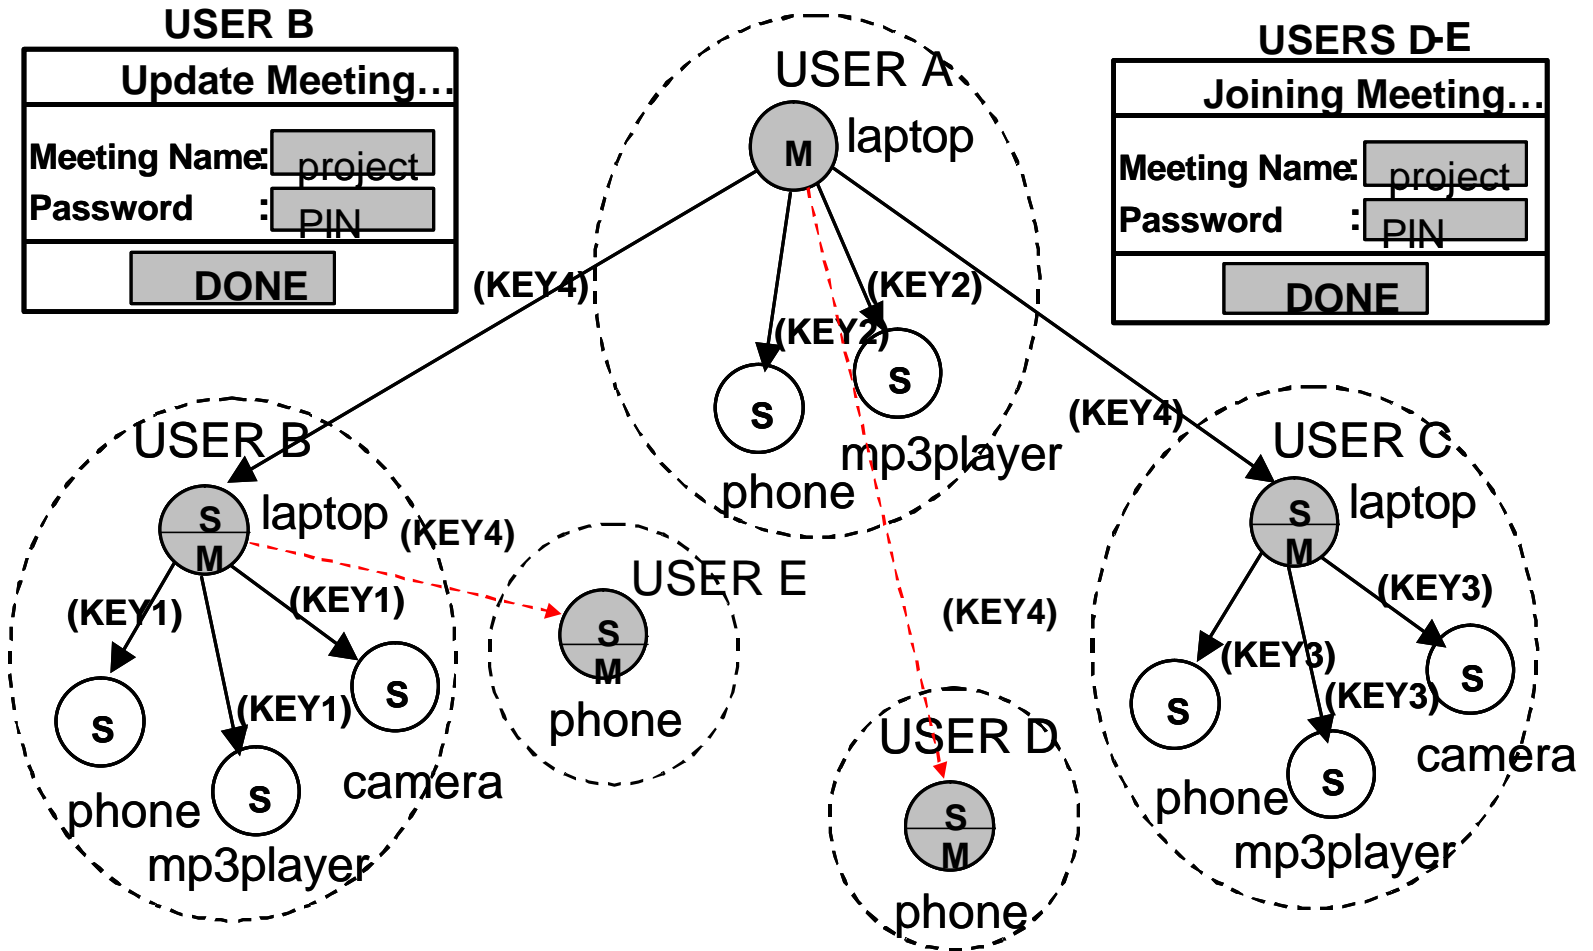 USER B
Update Meeting...
Meeting Name: project
Password : PIN
DONE
USERS D-E
Joining Meeting...
Meeting Name: project
Password : PIN
DONE
USER A
laptop
M
(KEY4)
(KEY2)
(KEY2)
(KEY4)
S
S
mp3player
phone
USER B
laptop
S
M
(KEY4)
(KEY1)
(KEY1)
(KEY1)
S
S
S
camera
phone
mp3player
USER E
S
M
phone
(KEY4)
USER D
S
M
phone
USER C
laptop
S
M
(KEY3)
(KEY3)
(KEY3)
S
S
S
camera
phone
mp3player